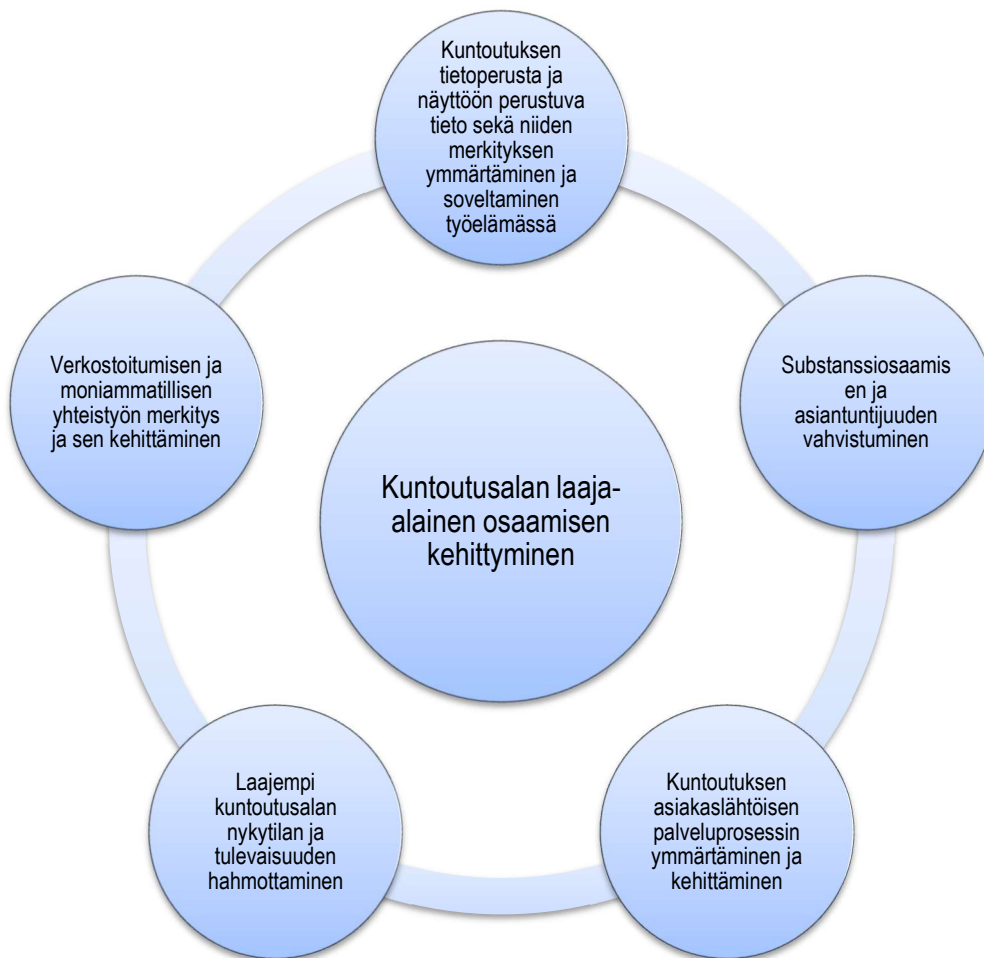 Kuntoutuksen
tietoperusta ja
näyttöön perustuva
tieto sekä niiden
merkityksen
ymmärtäminen ja
soveltaminen
työelämässä
Substanssiosaamis
en ja
asiantuntijuuden
vahvistuminen
Kuntoutuksen
asiakaslähtöisen
palveluprosessin
ymmärtäminen ja
kehittäminen
Laajempi
kuntoutusalan
nykytilan ja
tulevaisuuden
hahmottaminen
Verkostoitumisen ja
moniammatillisen
yhteistyön merkitys
ja sen kehittäminen
Kuntoutusalan laaja-
alainen osaamisen
kehittyminen